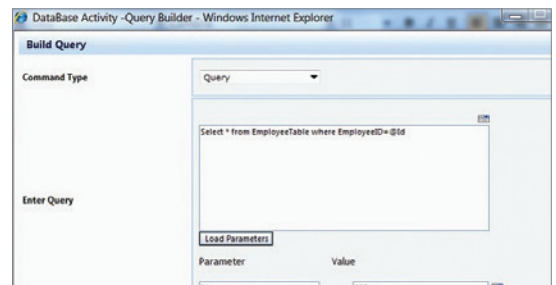 DataBase Activity -Query Builder - Windows Internet Explorer
Build Query
Command Type
Query
Select * from EmployeeTable where EmployeeID=@Id
Enter Query
Load Parameters
Parameter Value